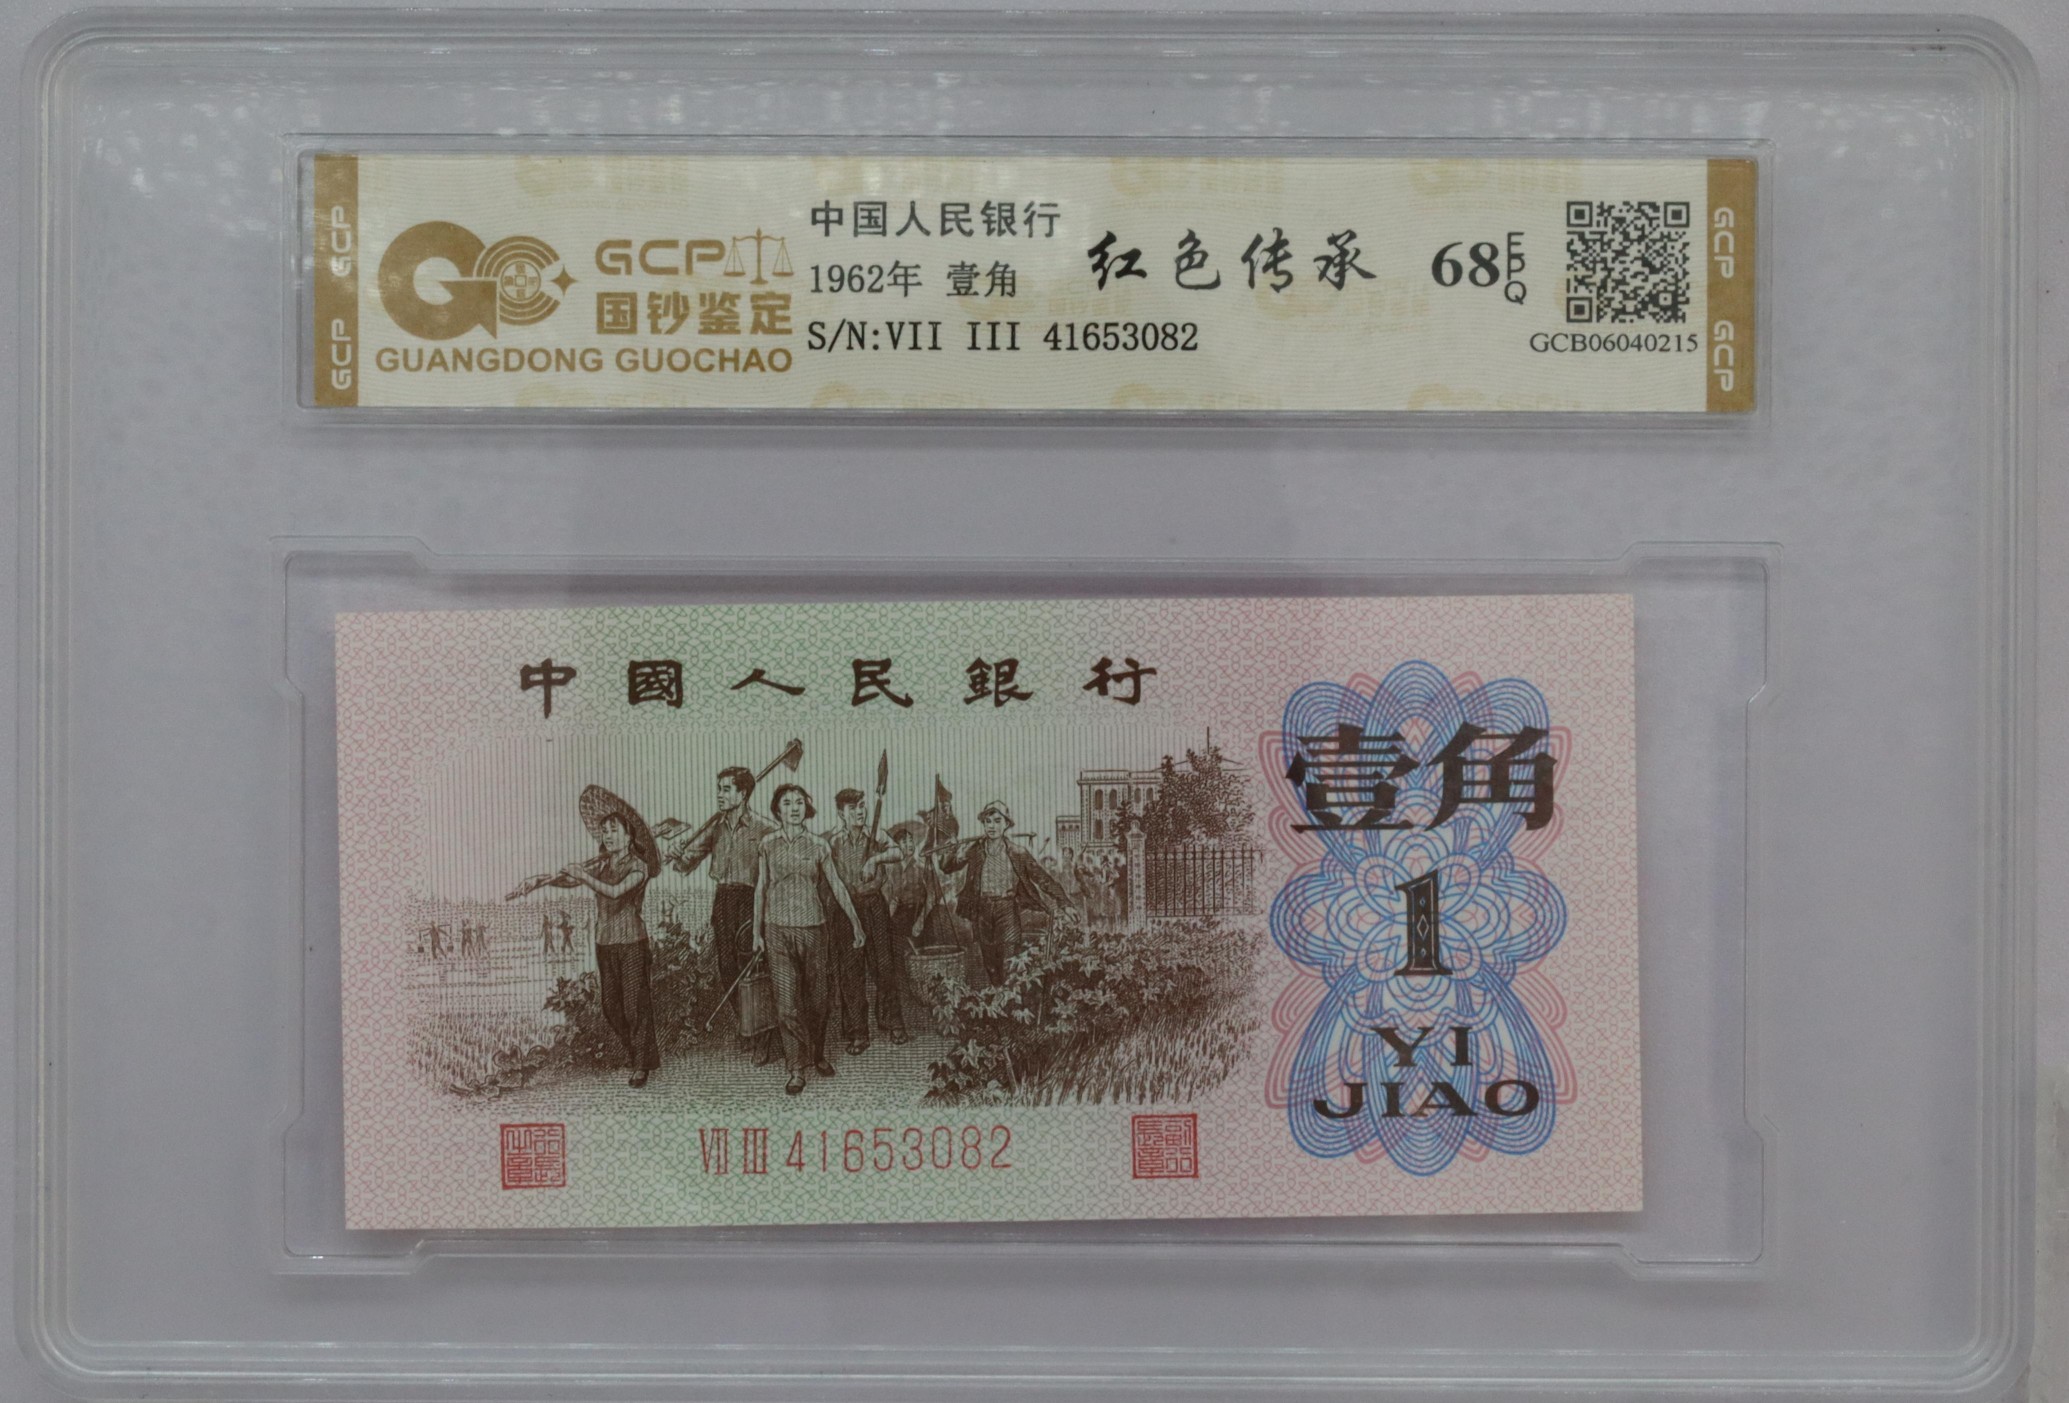 GCP
GCP
GCP
国钞鉴定
GUANGDONG GUOCHAO
中国人民银行
1962年 壹角
S/N:VII III 41653082
红色传承
68
EPQ
GCB06040215
GCP
GCP
中國人民銀行
壹角
1
YI
JIAO
VII III 41653082